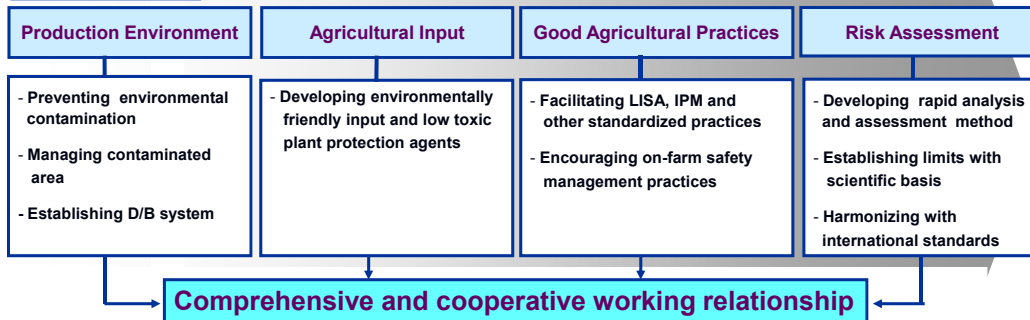 Production Environment
- Preventing environmental
contamination
- Managing contaminated
area
- Establishing D/B system
Agricultural Input
- Developing environmentally
friendly input and low toxic
plant protection agents
Good Agricultural Practices
- Facilitating LISA, IPM and
other standardized practices
- Encouraging on-farm safety
management practices
Risk Assessment
- Developing rapid analysis
and assessment method
- Establishing limits with
scientific basis
- Harmonizing with
international standards
Comprehensive and cooperative working relationship